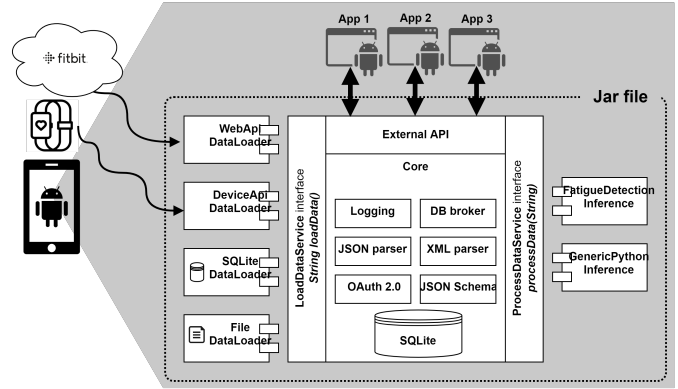 App 1
App 2
App 3
fitbit
Jar file
WebApi
DataLoader
DeviceApi
DataLoader
SQLite
DataLoader
File
DataLoader
LoadDataService interface
String loadData()
External API
Core
Logging
DB broker
JSON parser
XML parser
OAuth 2.0
JSON Schema
SQLite
ProcessDataService interface
processData(String)
FatigueDetection
Inference
GenericPython
Inference